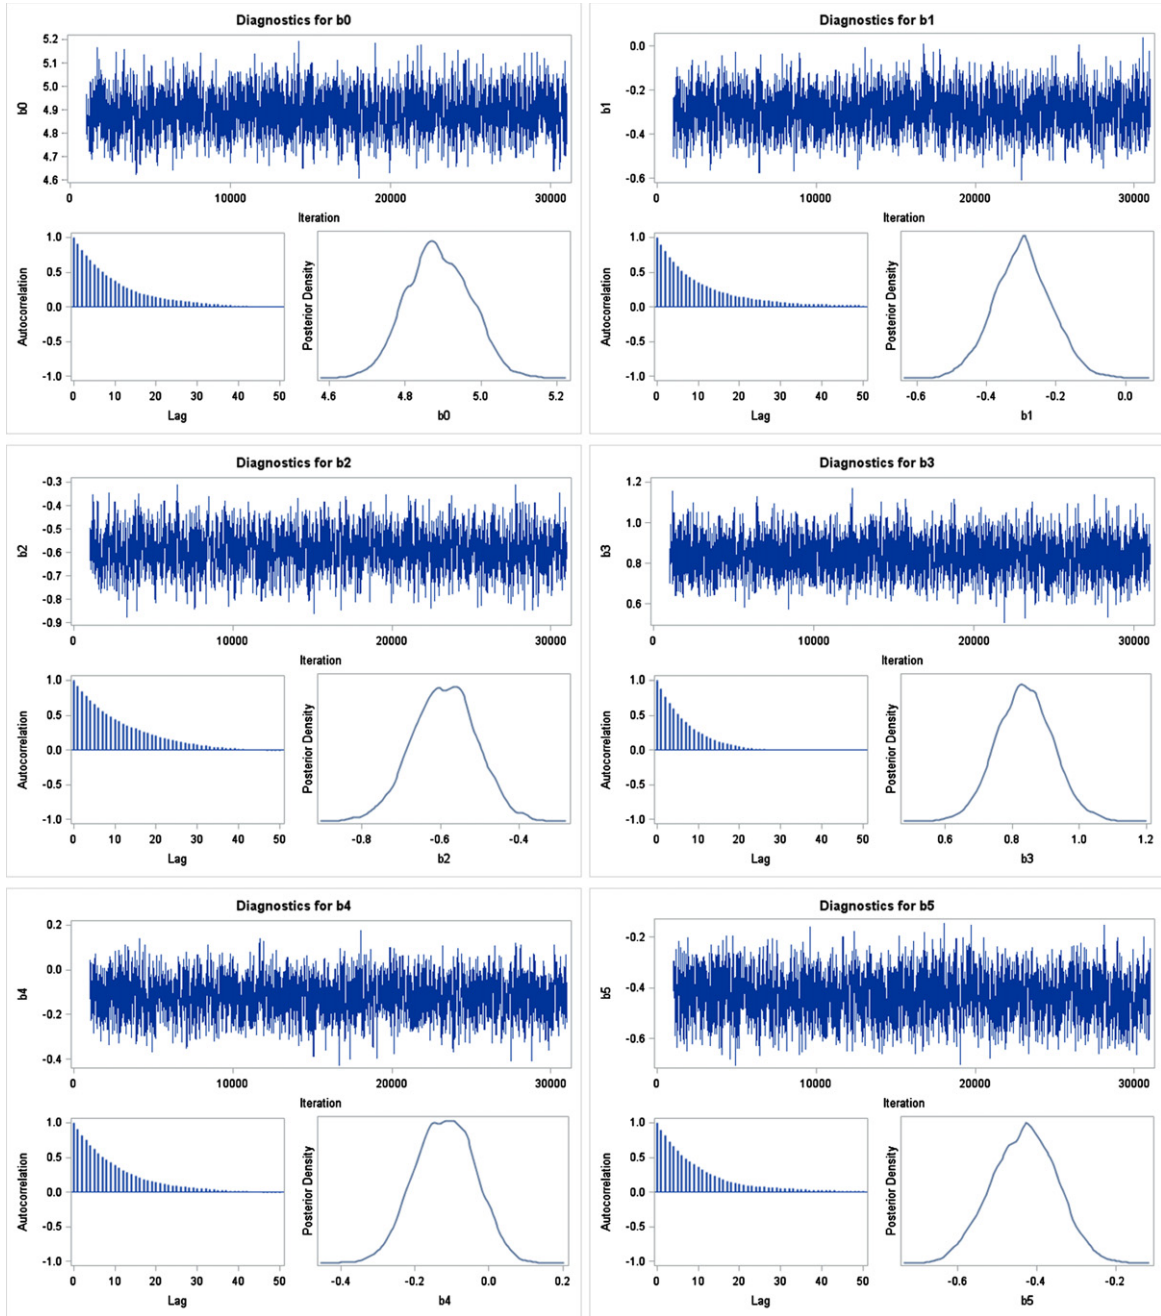 Diagnostics for b0
5.2
5.1
5.0
4.9
4.8
4.7
4.6
b0
0 10000 20000 30000
Iteration
1.0
0.5
0.0
-0.5
-1.0
Autocorrelation
0 10 20 30 40 50
Lag
Posterior Density
4.6 4.8 5.0 5.2
b0
Diagnostics for b1
0.0
-0.2
-0.4
-0.6
b1
0 10000 20000 30000
Iteration
1.0
0.5
0.0
-0.5
-1.0
Autocorrelation
0 10 20 30 40 50
Lag
Posterior Density
-0.6 -0.4 -0.2 0.0
b1
Diagnostics for b2
-0.3
-0.4
-0.5
-0.6
-0.7
-0.8
-0.9
b2
0 10000 20000 30000
Iteration
1.0
0.5
0.0
-0.5
-1.0
Autocorrelation
0 10 20 30 40 50
Lag
Posterior Density
-0.8 -0.6 -0.4
b2
Diagnostics for b3
1.2
1.0
0.8
0.6
b3
0 10000 20000 30000
Iteration
1.0
0.5
0.0
-0.5
-1.0
Autocorrelation
0 10 20 30 40 50
Lag
Posterior Density
0.6 0.8 1.0 1.2
b3
Diagnostics for b4
0.2
0.0
-0.2
-0.4
b4
0 10000 20000 30000
Iteration
1.0
0.5
0.0
-0.5
-1.0
Autocorrelation
0 10 20 30 40 50
Lag
Posterior Density
-0.4 -0.2 0.0 0.2
b4
Diagnostics for b5
-0.2
-0.4
-0.6
b5
0 10000 20000 30000
Iteration
1.0
0.5
0.0
-0.5
-1.0
Autocorrelation
0 10 20 30 40 50
Lag
Posterior Density
-0.6 -0.4 -0.2
b5